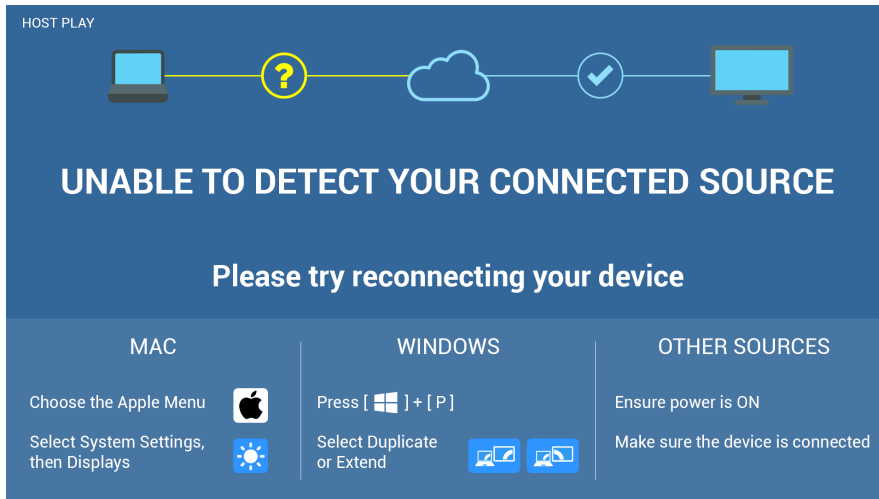 HOST PLAY
?
UNABLE TO DETECT YOUR CONNECTED SOURCE
Please try reconnecting your device
MAC
Choose the Apple Menu
Select System Settings,
then Displays
WINDOWS
Press [ ] + [ P ]
Select Duplicate
or Extend
OTHER SOURCES
Ensure power is ON
Make sure the device is connected